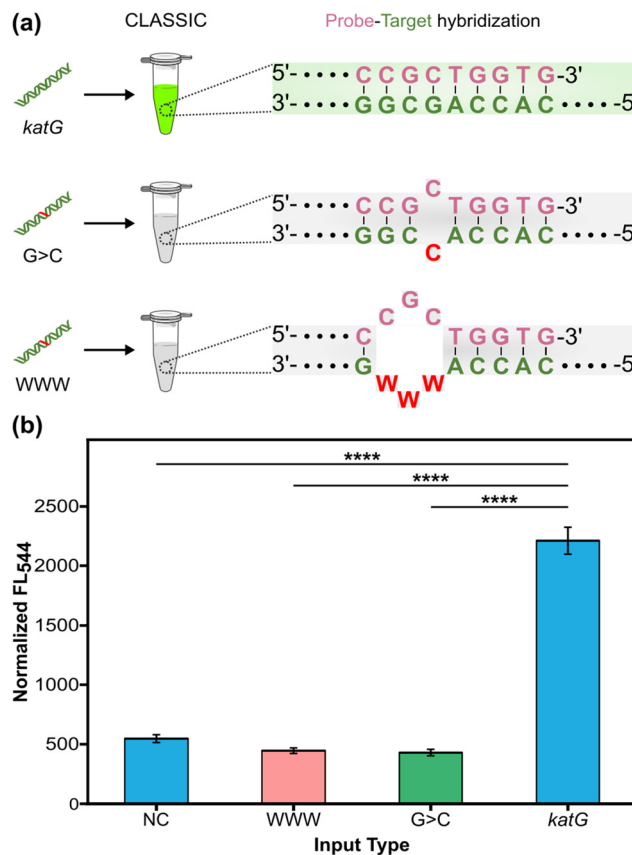 (a)
CLASSIC
Probe-Target hybridization
5'- •••• CCGCTGGTG-3'
3'- •••• GGCGACCAC •••• -5
katG
C
5'- •••• CCG TGGTG-3'
3'- •••• GGC ACCAC •••• -5
C
G>C
G
C C
5'- •••• C TGGTG-3'
3'- •••• G ACCAC •••• -5
W W
W
WWW
(b)
****
****
****
Normalized FL544
2500
2000
1500
1000
500
0
NC
WWW
G>C
katG
Input Type